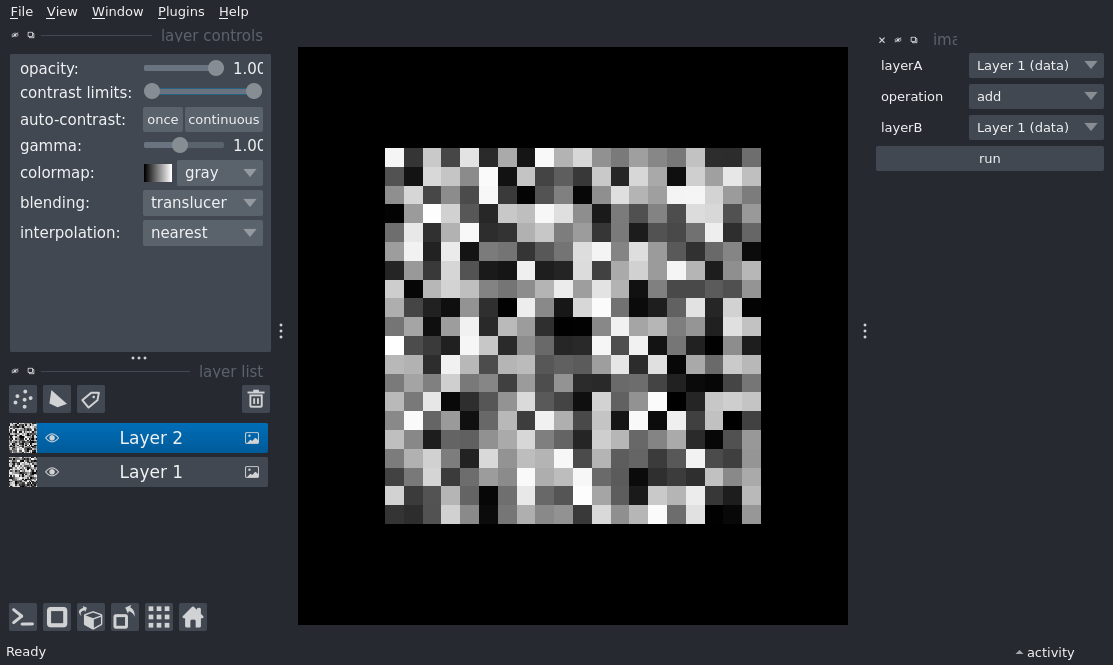 File View Window Plugins Help
layer controls
opacity: 1.00
contrast limits:
auto-contrast: once continuous
gamma: 1.00
colormap: gray
blending: translucer
interpolation: nearest
layer list
Layer 2
Layer 1
Ready
ima
layerA Layer 1 (data)
operation add
layerB Layer 1 (data)
run
activity